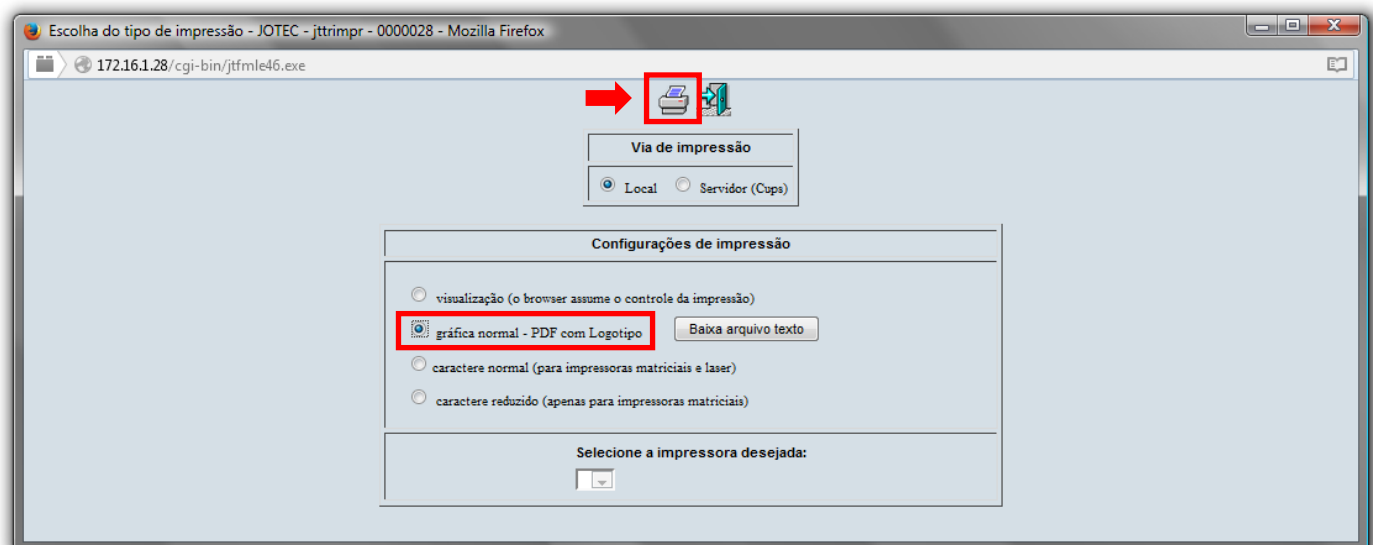 Escolha do tipo de impressão - JOTEC - jttrimpr - 0000028 - Mozilla Firefox
172.16.1.28/cgi-bin/jtfmle46.exe
Via de impressão
Local Servidor (Cups)
Configurações de impressão
visualização (o browser assume o controle da impressão)
gráfica normal - PDF com Logotipo Baixa arquivo texto
caractere normal (para impressoras matriciais e laser)
caractere reduzido (apenas para impressoras matriciais)
Selecione a impressora desejada: